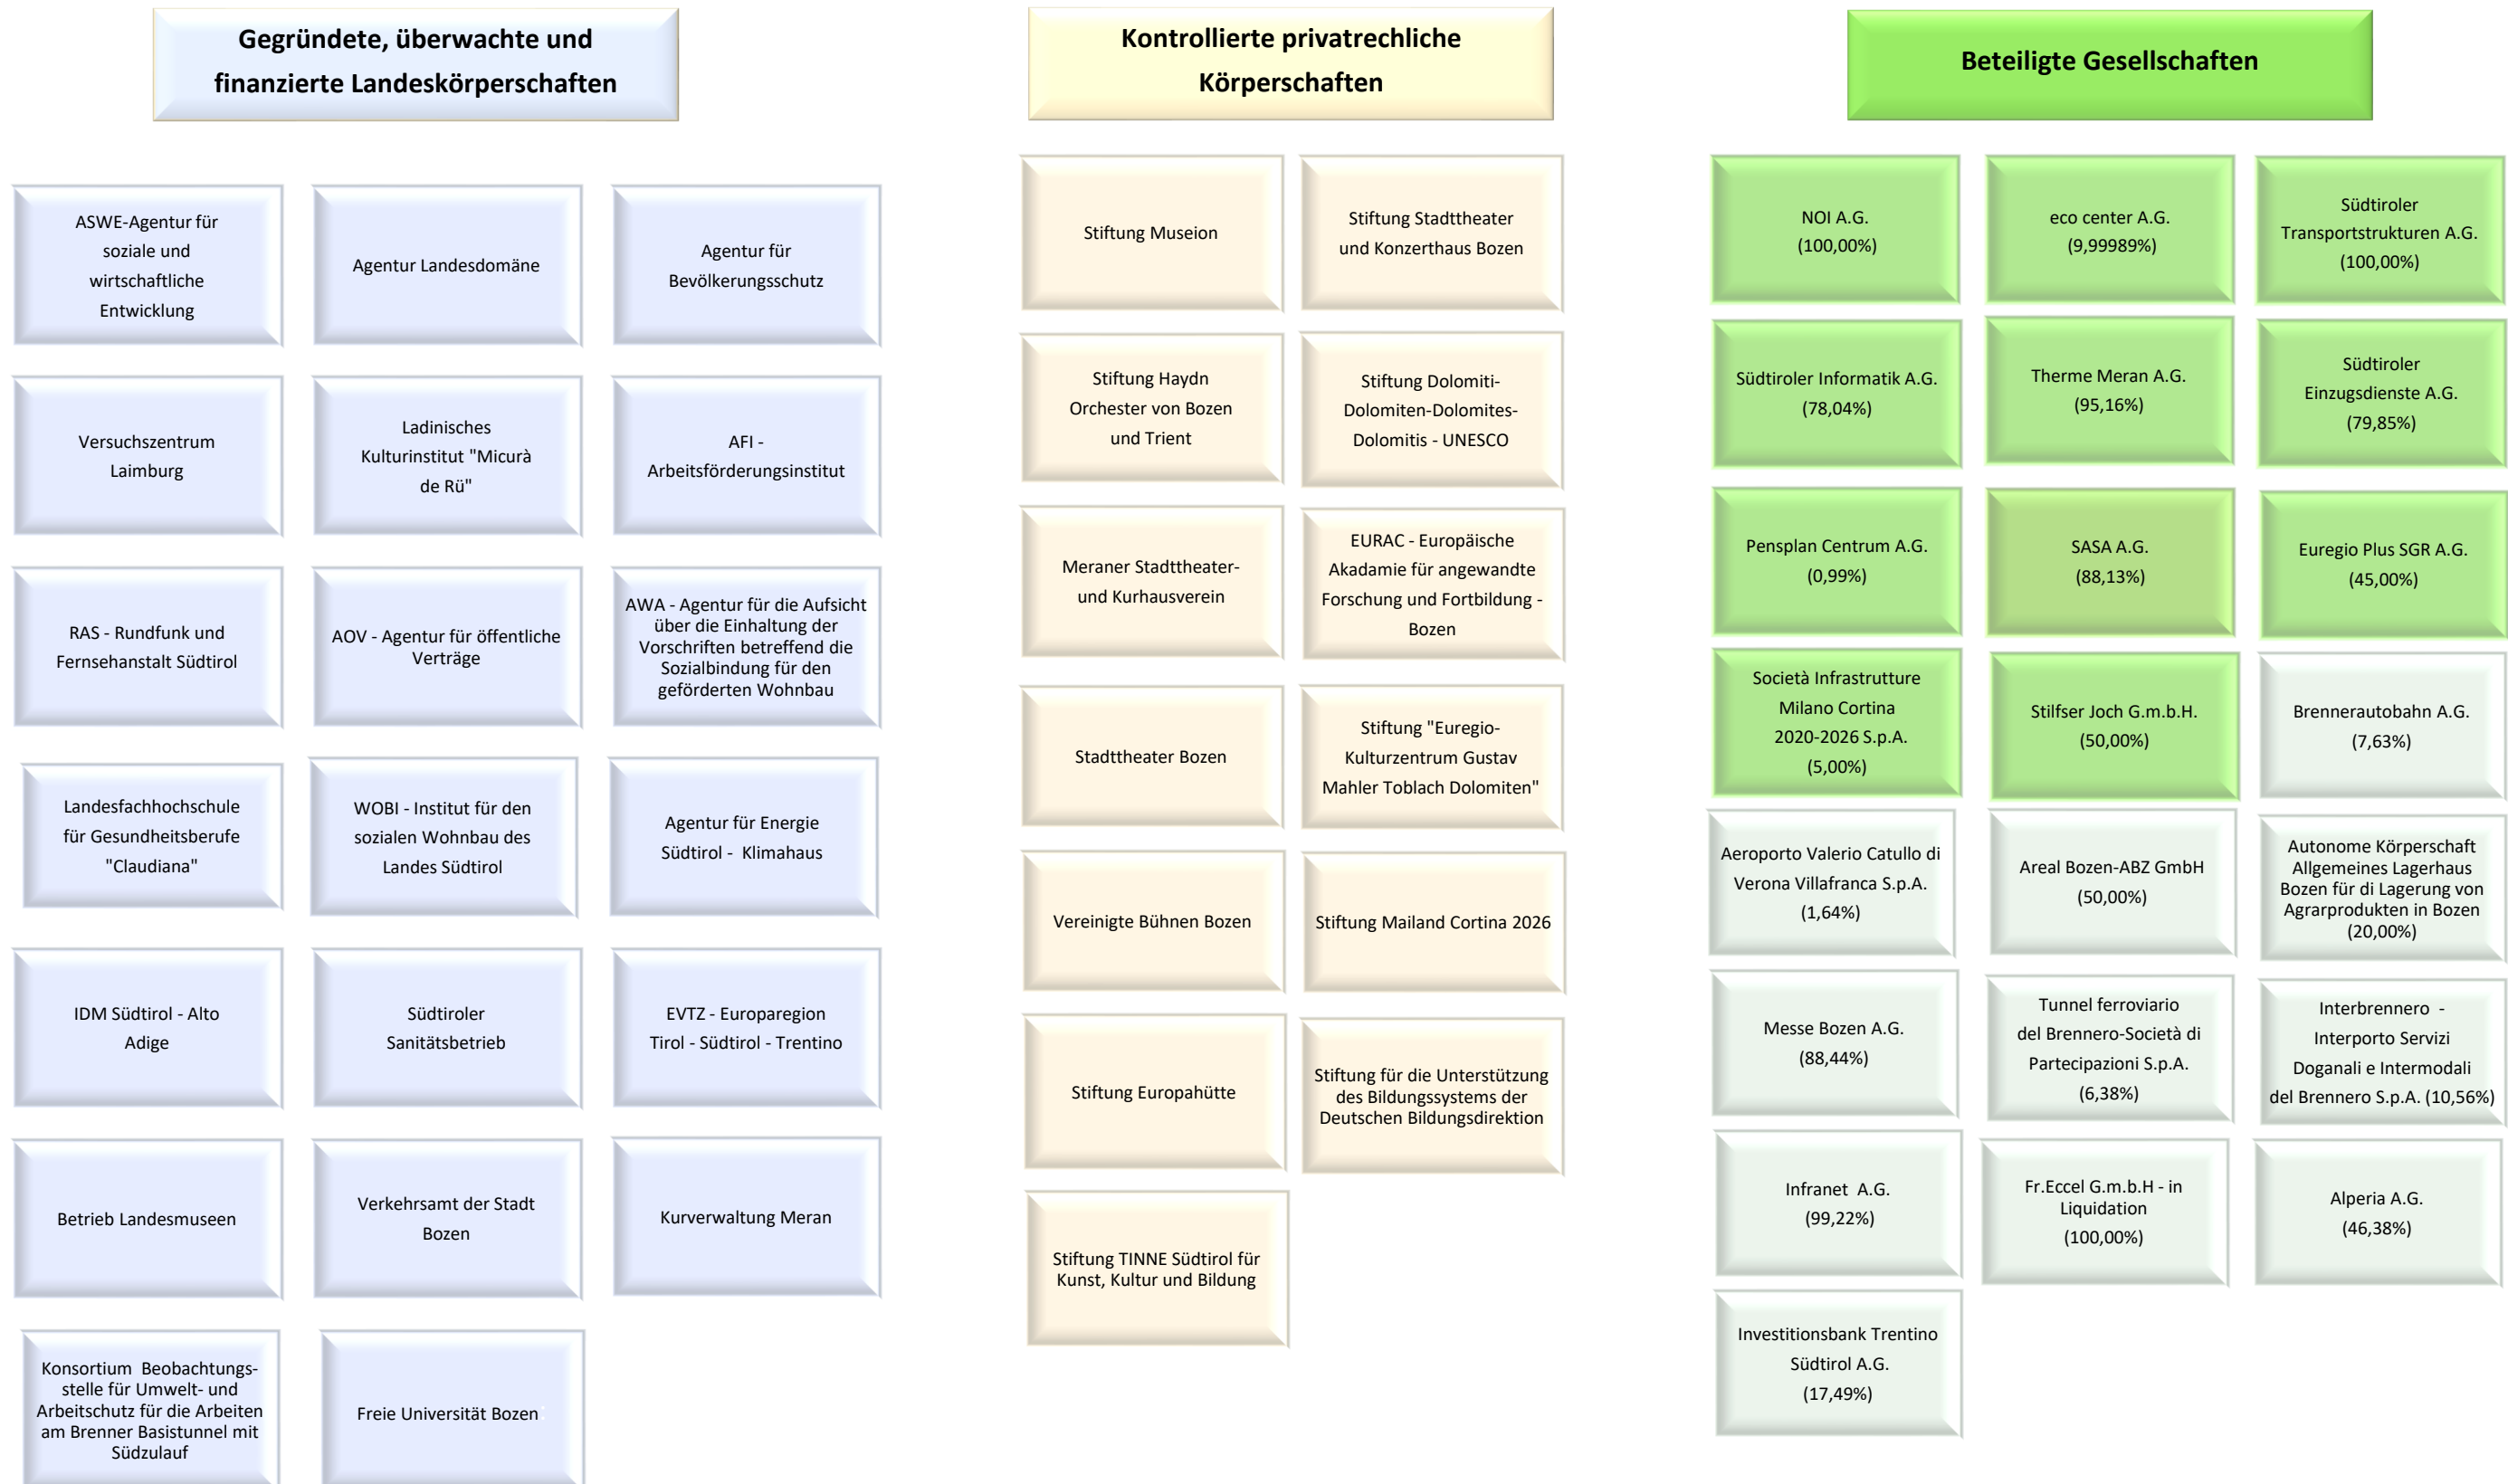 Gegründete, überwachte und
finanzierte Landeskörperschaften
ASWE-Agentur für
soziale und
wirtschaftliche
Entwicklung
Agentur Landesdomäne
Agentur für
Bevölkerungsschutz
Versuchszentrum
Laimburg
Ladinisches
Kulturinstitut "Micurà
de Rü"
AFI -
Arbeitsförderungsinstitut
RAS - Rundfunk und
Fernsehanstalt Südtirol
AOV - Agentur für öffentliche
Verträge
AWA - Agentur für die Aufsicht
über die Einhaltung der
Vorschriften betreffend die
Sozialbindung für den
geförderten Wohnbau
Landesfachhochschule
für Gesundheitsberufe
"Claudiana"
WOBI - Institut für den
sozialen Wohnbau des
Landes Südtirol
Agentur für Energie
Südtirol - Klimahaus
IDM Südtirol - Alto
Adige
Südtiroler
Sanitätsbetrieb
EVTZ - Europaregion
Tirol - Südtirol - Trentino
Betrieb Landesmuseen
Verkehrsamt der Stadt
Bozen
Kurverwaltung Meran
Konsortium Beobachtungs-
stelle für Umwelt- und
Arbeitschutz für die Arbeiten
am Brenner Basistunnel mit
Südzulauf
Freie Universität Bozen
Kontrollierte privatrechliche
Körperschaften
Stiftung Museion
Stiftung Stadttheater
und Konzerthaus Bozen
Stiftung Haydn
Orchester von Bozen
und Trient
Stiftung Dolomiti-
Dolomiten-Dolomites-
Dolomitis - UNESCO
Meraner Stadttheater-
und Kurhausverein
EURAC - Europäische
Akadamie für angewandte
Forschung und Fortbildung -
Bozen
Stadttheater Bozen
Stiftung "Euregio-
Kulturzentrum Gustav
Mahler Toblach Dolomiten"
Vereinigte Bühnen Bozen
Stiftung Mailand Cortina 2026
Stiftung Europahütte
Stiftung für die Unterstützung
des Bildungssystems der
Deutschen Bildungsdirektion
Stiftung TINNE Südtirol für
Kunst, Kultur und Bildung
Beteiligte Gesellschaften
NOI A.G.
(100,00%)
eco center A.G.
(9,99989%)
Südtiroler
Transportstrukturen A.G.
(100,00%)
Südtiroler Informatik A.G.
(78,04%)
Therme Meran A.G.
(95,16%)
Südtiroler
Einzugsdienste A.G.
(79,85%)
Pensplan Centrum A.G.
(0,99%)
SASA A.G.
(88,13%)
Euregio Plus SGR A.G.
(45,00%)
Società Infrastrutture
Milano Cortina
2020-2026 S.p.A.
(5,00%)
Stilfser Joch G.m.b.H.
(50,00%)
Brennerautobahn A.G.
(7,63%)
Aeroporto Valerio Catullo di
Verona Villafranca S.p.A.
(1,64%)
Areal Bozen-ABZ GmbH
(50,00%)
Autonome Körperschaft
Allgemeines Lagerhaus
Bozen für di Lagerung von
Agrarprodukten in Bozen
(20,00%)
Messe Bozen A.G.
(88,44%)
Tunnel ferroviario
del Brennero-Società di
Partecipazioni S.p.A.
(6,38%)
Interbrennero -
Interporto Servizi
Doganali e Intermodali
del Brennero S.p.A. (10,56%)
Infranet A.G.
(99,22%)
Fr.Eccel G.m.b.H - in
Liquidation
(100,00%)
Alperia A.G.
(46,38%)
Investitionsbank Trentino
Südtirol A.G.
(17,49%)